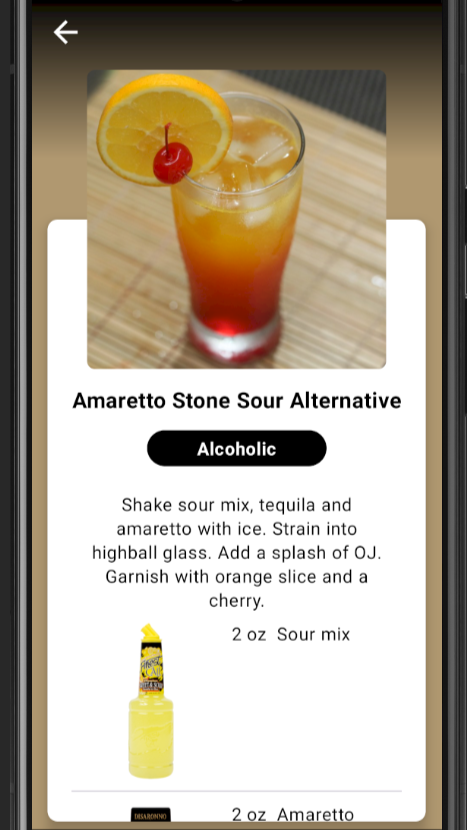 Amaretto Stone Sour Alternative
Alcoholic
Shake sour mix, tequila and
amaretto with ice. Strain into
highball glass. Add a splash of OJ.
Garnish with orange slice and a
cherry.
2 oz Sour mix
DISARONNO
2 oz Amaretto